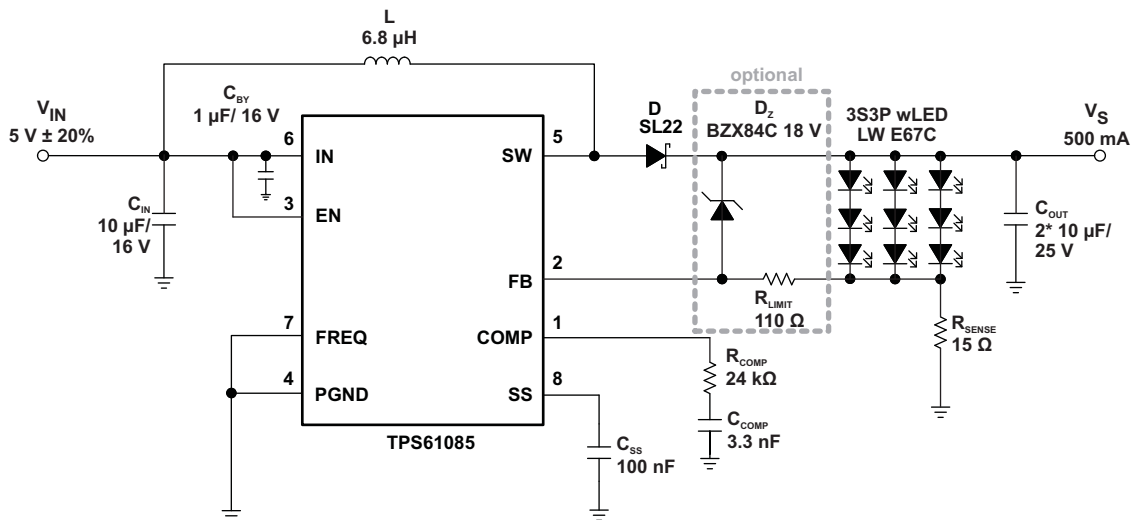 L
6.8 µH
optional
V_IN
5 V ± 20%
C_BY
1 µF/ 16 V
D
SL22
D_Z
BZX84C 18 V
3S3P wLED
LW E67C
V_S
500 mA
6
IN
5
SW
3
EN
C_IN
10 µF/
16 V
C_OUT
2* 10 µF/
25 V
2
FB
R_LIMIT
110 Ω
7
FREQ
1
COMP
R_SENSE
15 Ω
R_COMP
24 kΩ
4
PGND
8
SS
C_COMP
3.3 nF
TPS61085
C_SS
100 nF